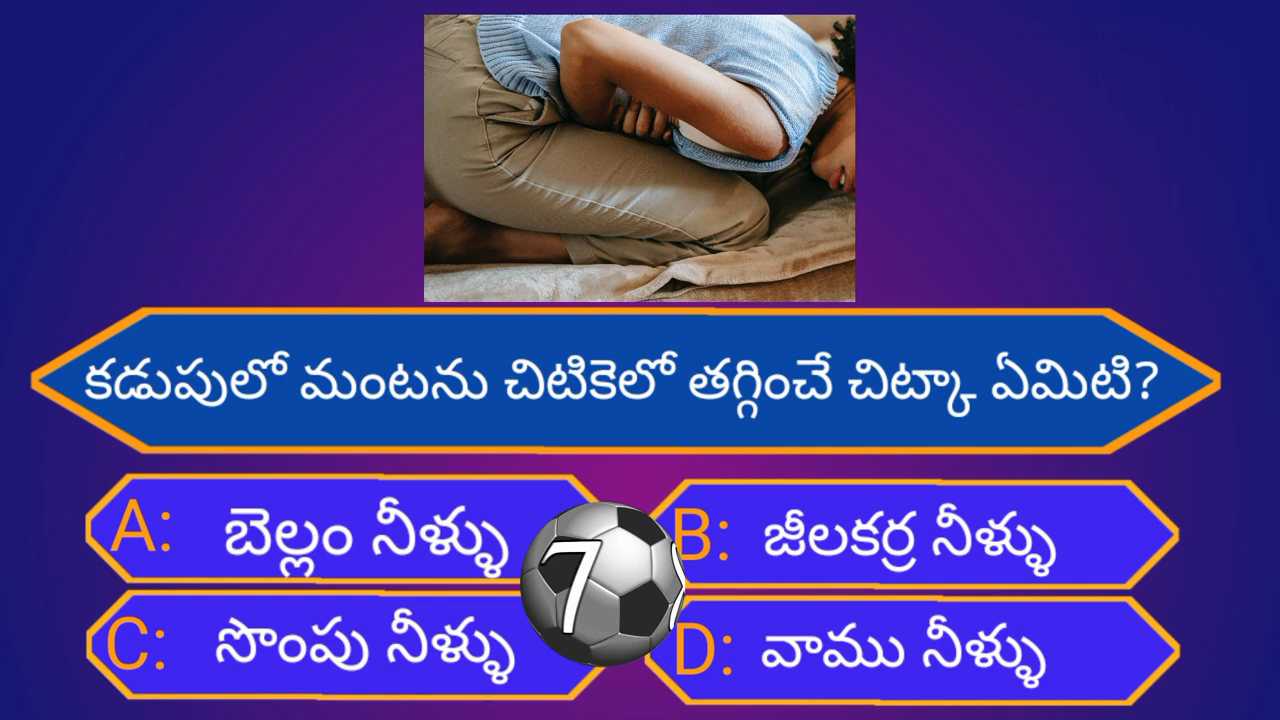 కడుపులో మంటను చిటికెలో తగ్గించే చిట్కా ఏమిటి?
A: బెల్లం నీళ్ళు
B: జీలకర్ర నీళ్ళు
7
C: సొంపు నీళ్ళు
D: వాము నీళ్ళు